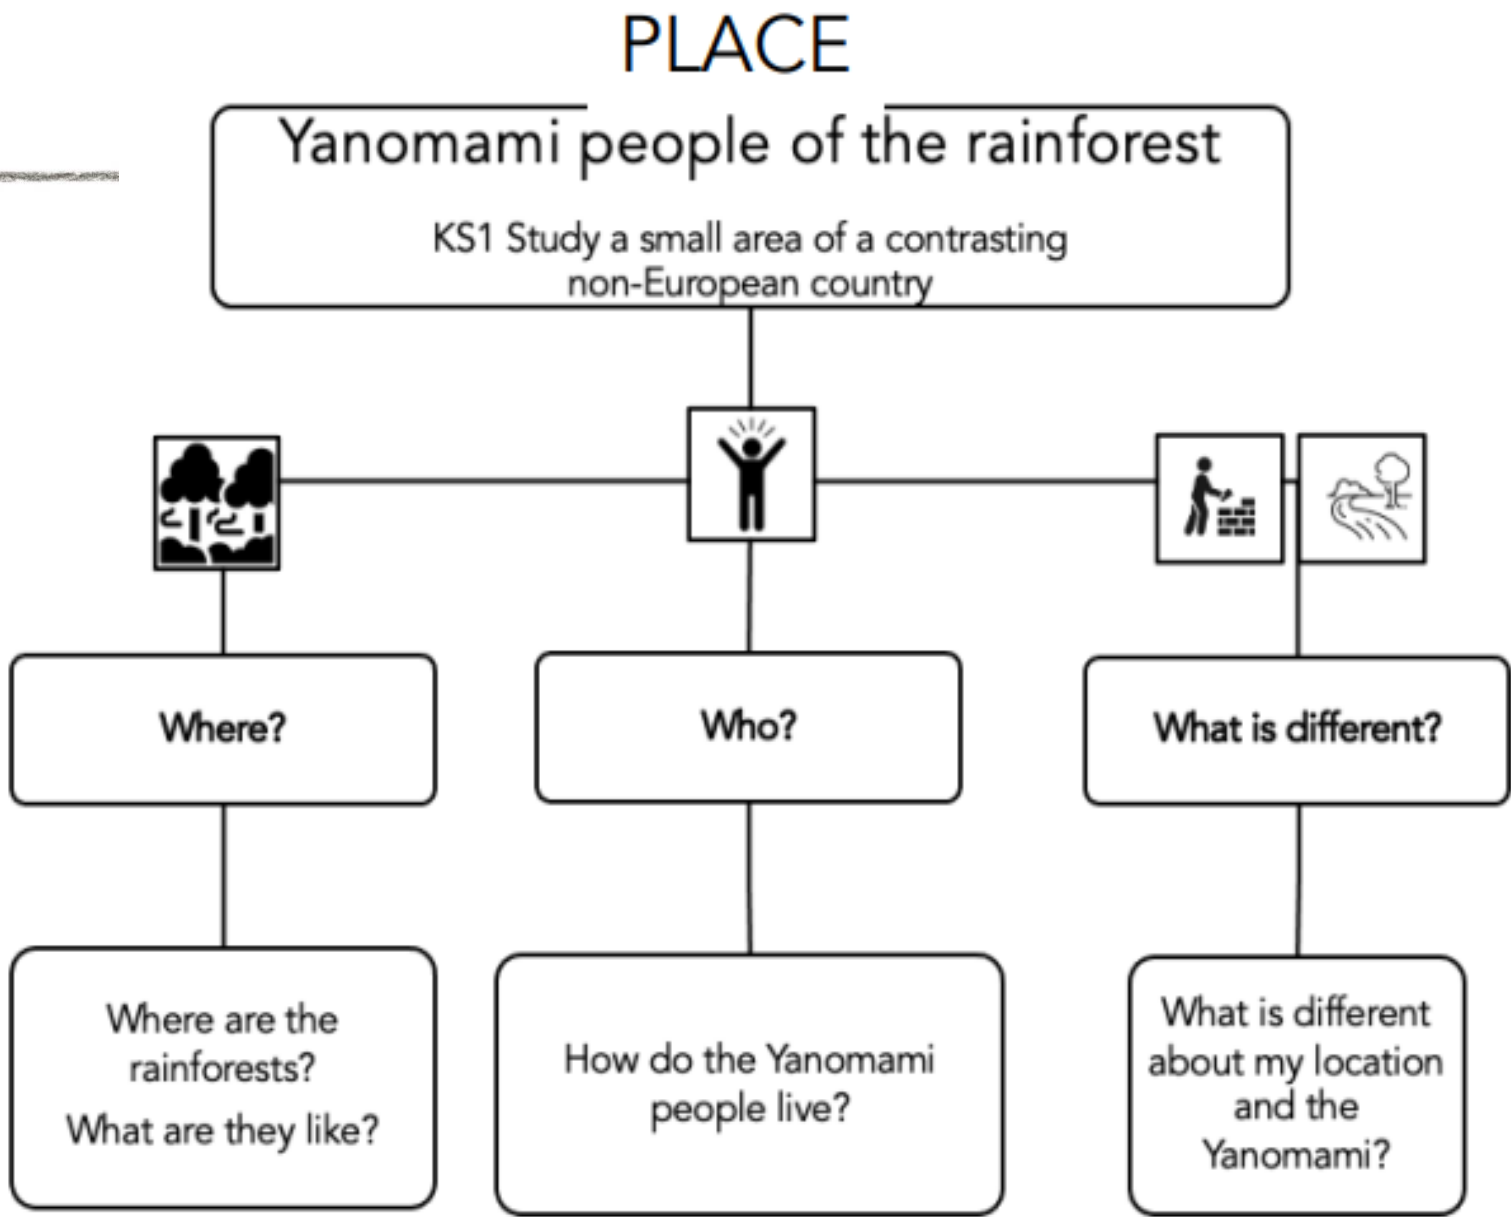 PLACE
Yanomami people of the rainforest
KS1 Study a small area of a contrasting
non-European country
Where?
Who?
What is different?
Where are the
rainforests?
What are they like?
How do the Yanomami
people live?
What is different
about my location
and the
Yanomami?